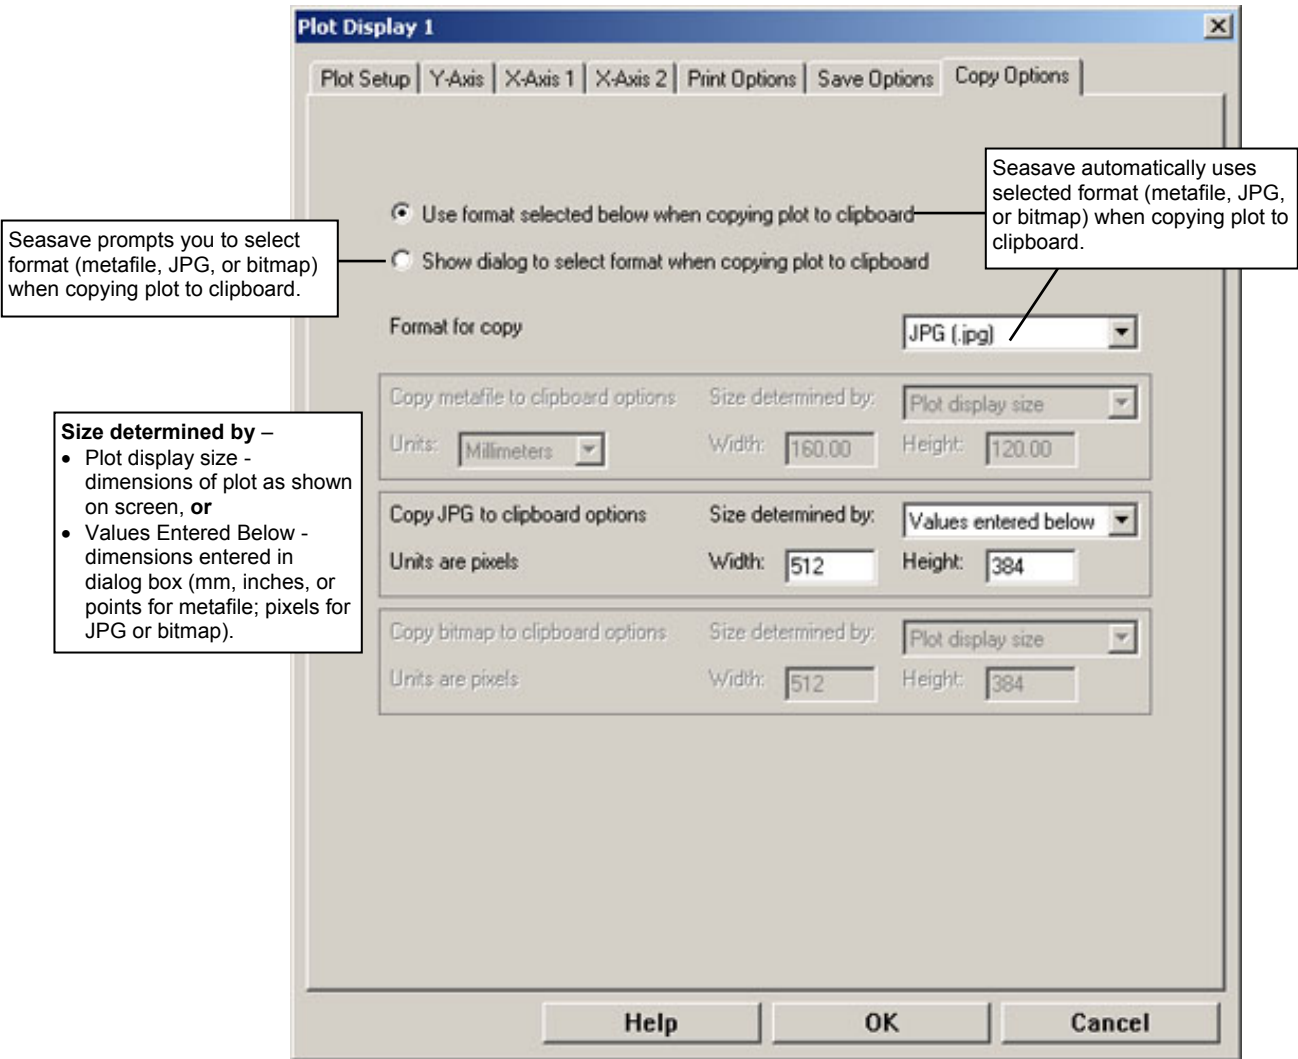 Plot Display 1
Plot Setup Y-Axis X-Axis 1 X-Axis 2 Print Options Save Options Copy Options
Seasave automatically uses
selected format (metafile, JPG,
or bitmap) when copying plot to
clipboard.
Use format selected below when copying plot to clipboard
Seasave prompts you to select
format (metafile, JPG, or bitmap)
when copying plot to clipboard.
Show dialog to select format when copying plot to clipboard
Format for copy JPG (.jpg)
Copy metafile to clipboard options Size determined by: Plot display size
Units: Millimeters Width: 160.00 Height: 120.00
Size determined by –
• Plot display size -
dimensions of plot as shown
on screen, or
• Values Entered Below -
dimensions entered in
dialog box (mm, inches, or
points for metafile; pixels for
JPG or bitmap).
Copy JPG to clipboard options Size determined by: Values entered below
Units are pixels Width: 512 Height: 384
Copy bitmap to clipboard options Size determined by: Plot display size
Units are pixels Width: 512 Height: 384
Help OK Cancel